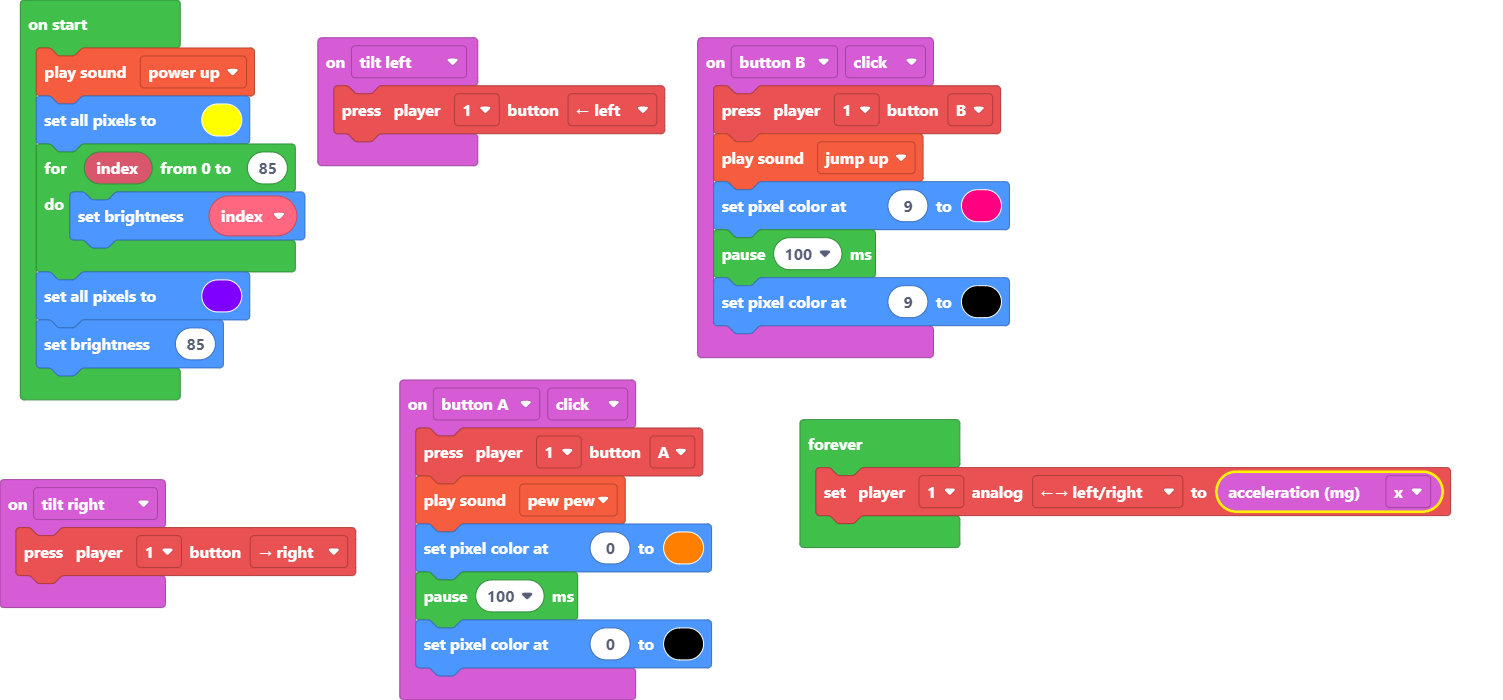 on start
play sound power up
set all pixels to
for index from 0 to 85
do set brightness index
set all pixels to
set brightness 85
on tilt left
press player 1 button ← left
on button B click
press player 1 button B
play sound jump up
set pixel color at 9 to
pause 100 ms
set pixel color at 9 to
on tilt right
press player 1 button → right
on button A click
press player 1 button A
play sound pew pew
set pixel color at 0 to
pause 100 ms
set pixel color at 0 to
forever
set player 1 analog ←→ left/right to acceleration (mg) x